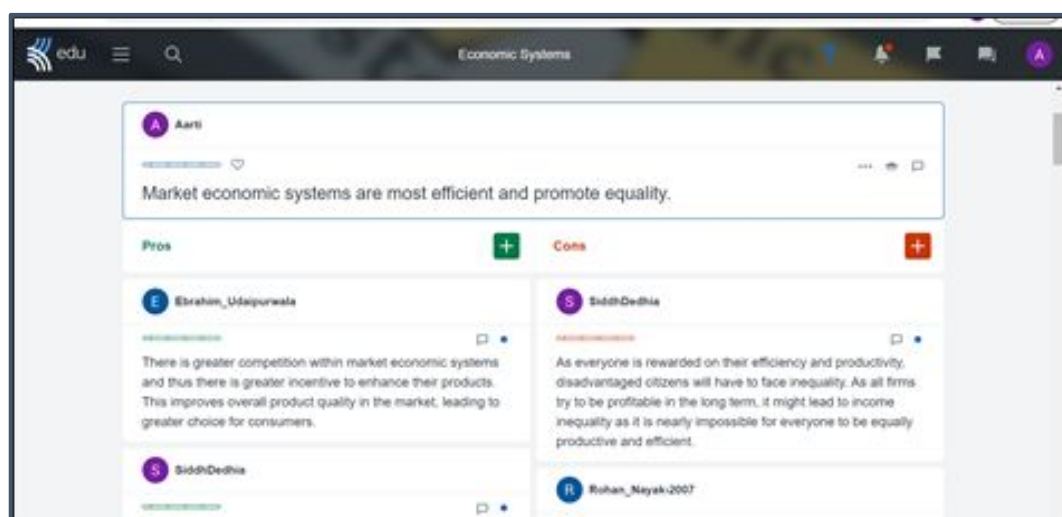 edu
Economic Systems
A
A Aarti
Market economic systems are most efficient and promote equality.
Pros
+
Cons
+
E Ebrahim_Udaipurwala
There is greater competition within market economic systems
and thus there is greater incentive to enhance their products.
This improves overall product quality in the market, leading to
greater choice for consumers.
S SiddhDedhia
S SiddhDedhia
As everyone is rewarded on their efficiency and productivity,
disadvantaged citizens will have to face inequality. As all firms
try to be profitable in the long term, it might lead to income
inequality as it is nearly impossible for everyone to be equally
productive and efficient.
R Rohan_Nayak-2007